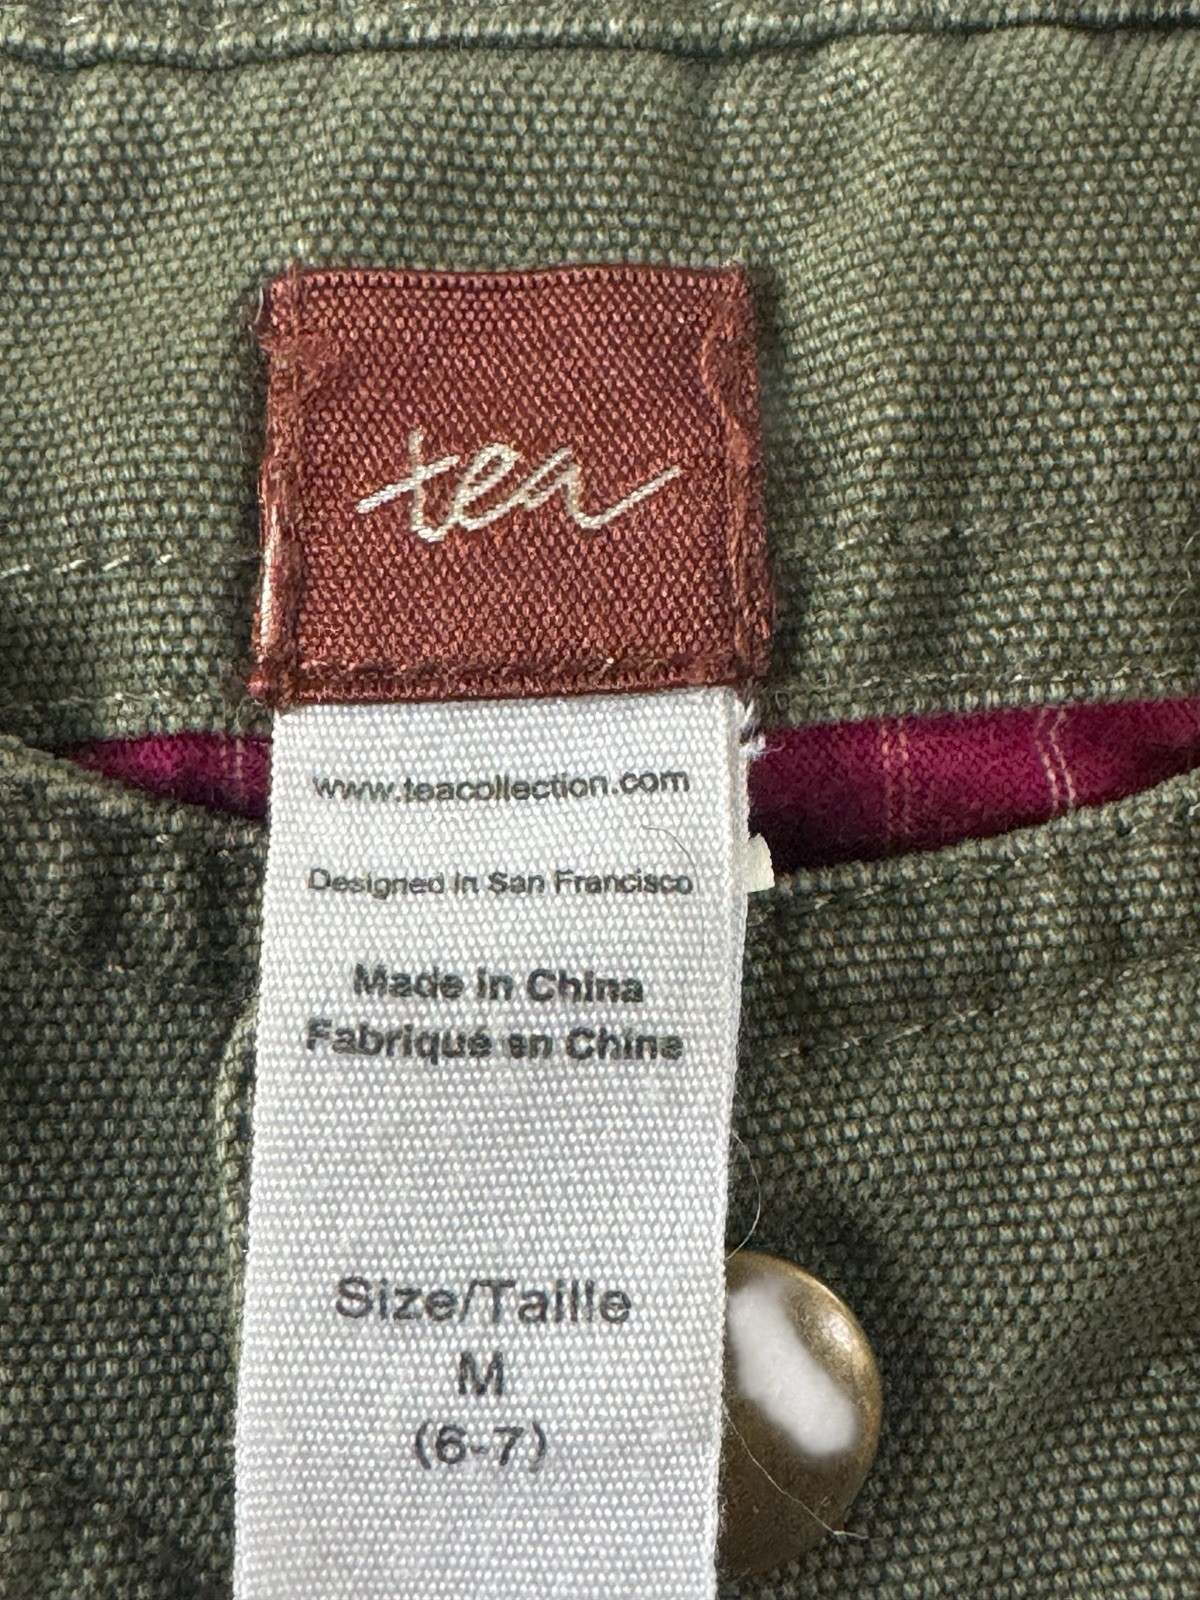 tea
www.teacollection.com
Designed in San Francisco
Made in China
Fabriqué en Chine
Size/Taille
M
(6-7)